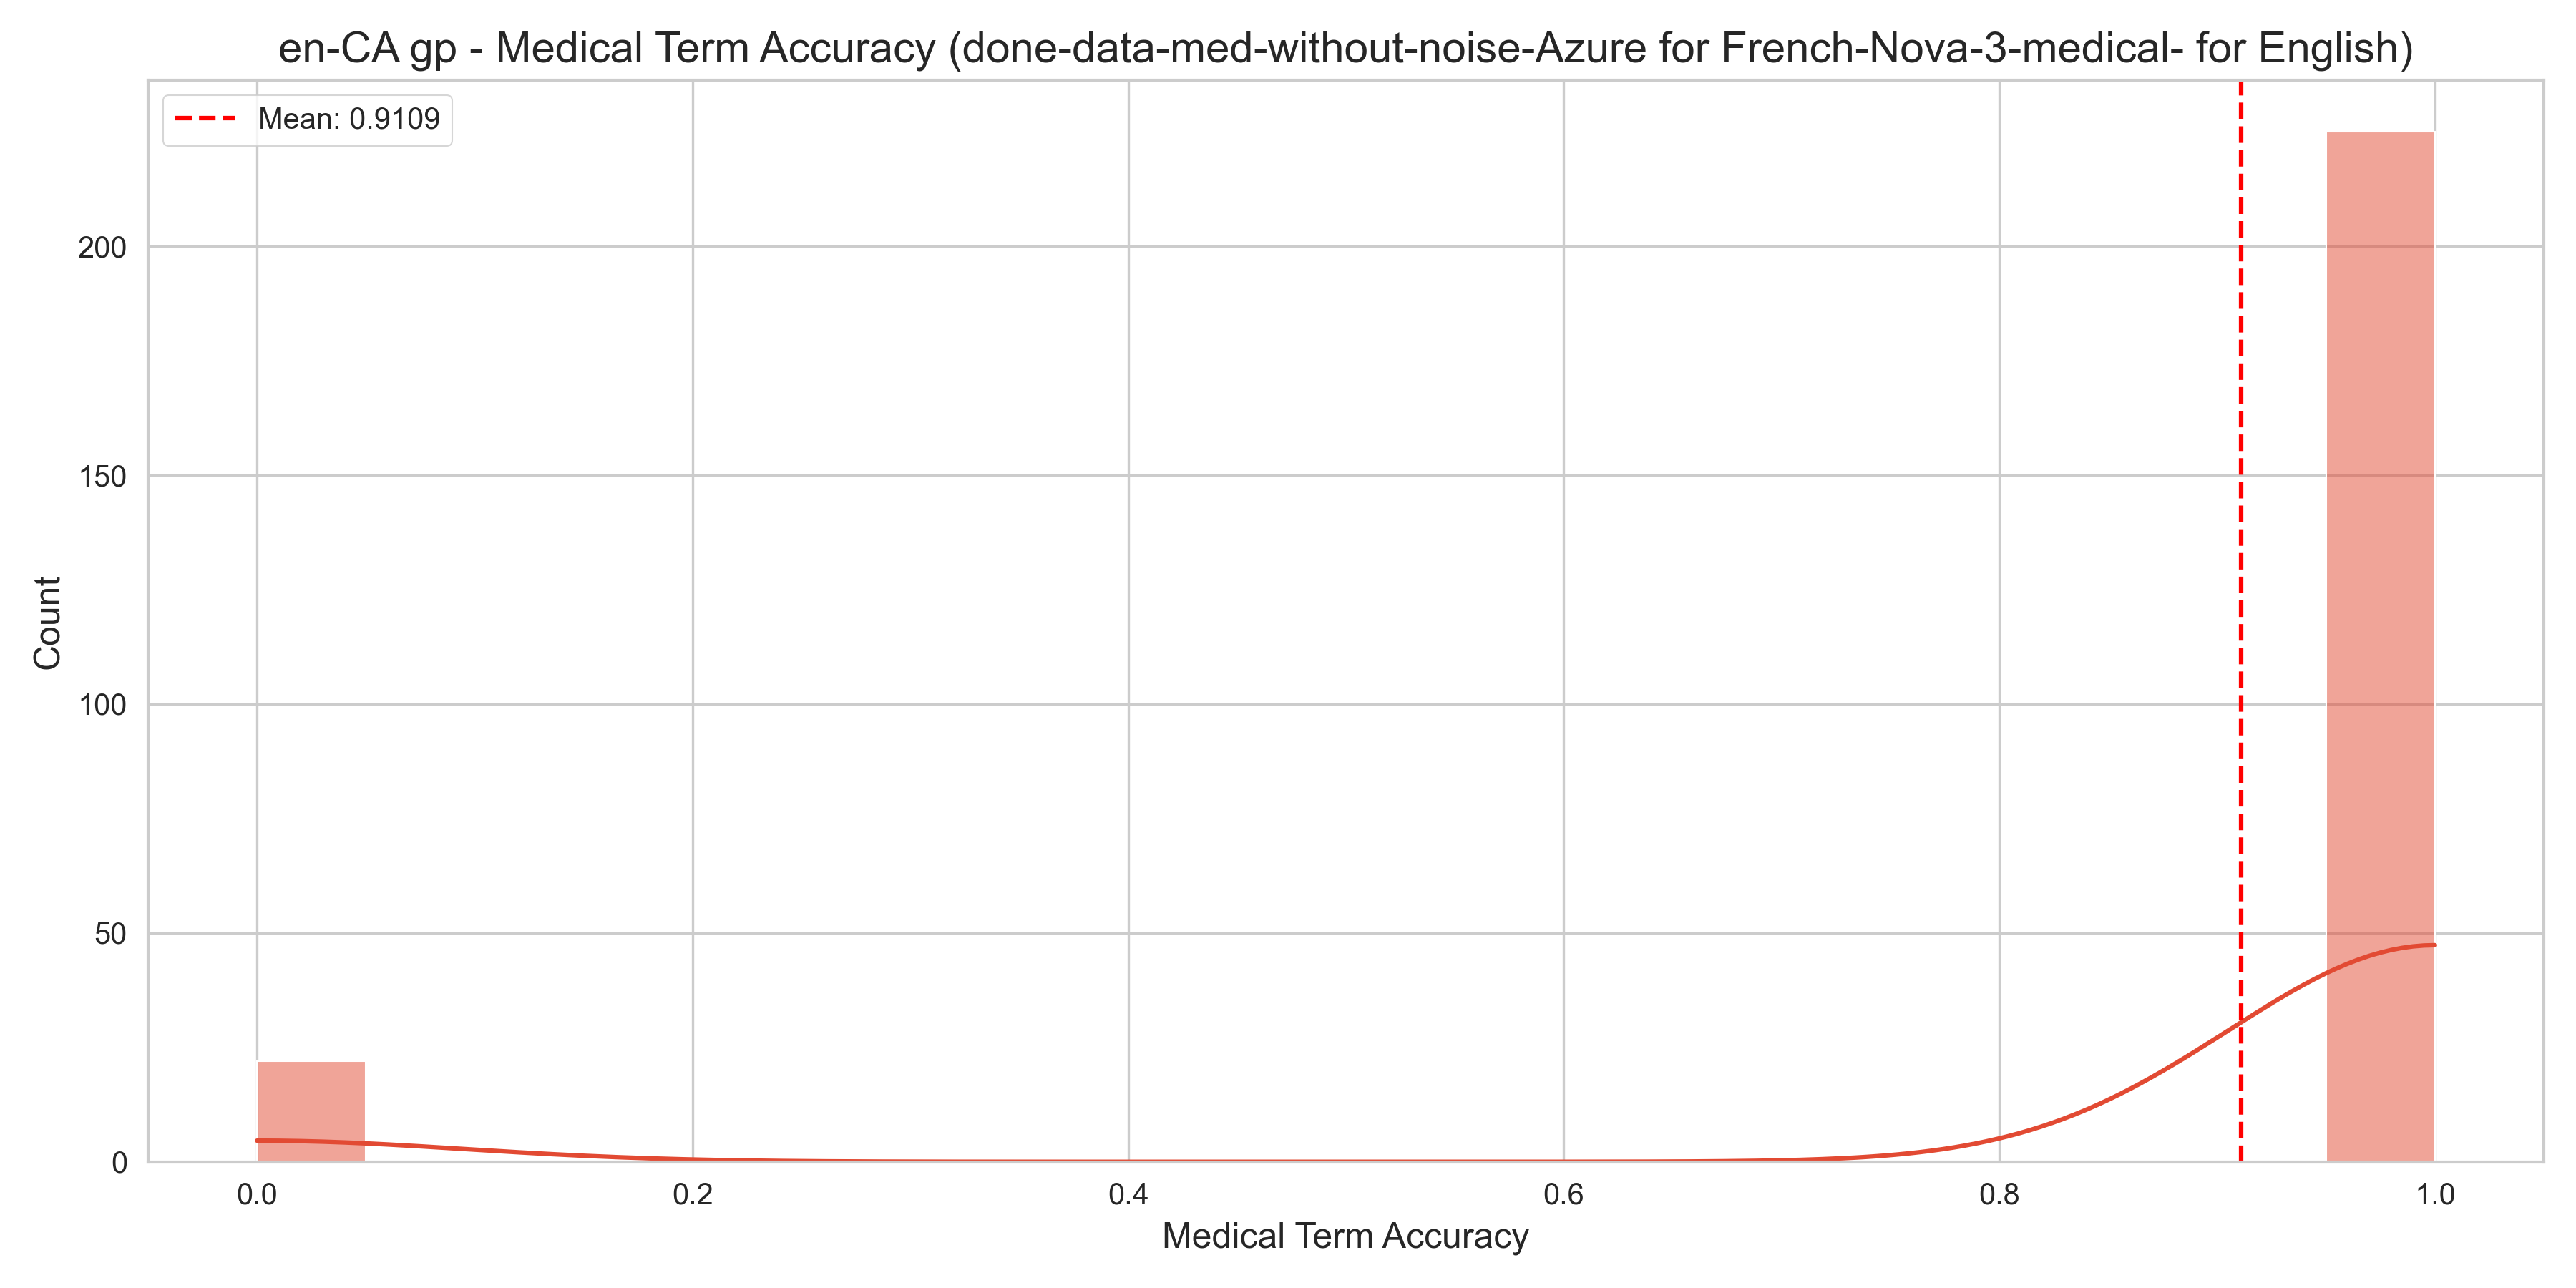 en-CA gp - Medical Term Accuracy (done-data-med-without-noise-Azure for French-Nova-3-medical- for English)
Mean: 0.9109
200
150
100
50
0
Count
0.0 0.2 0.4 0.6 0.8 1.0
Medical Term Accuracy